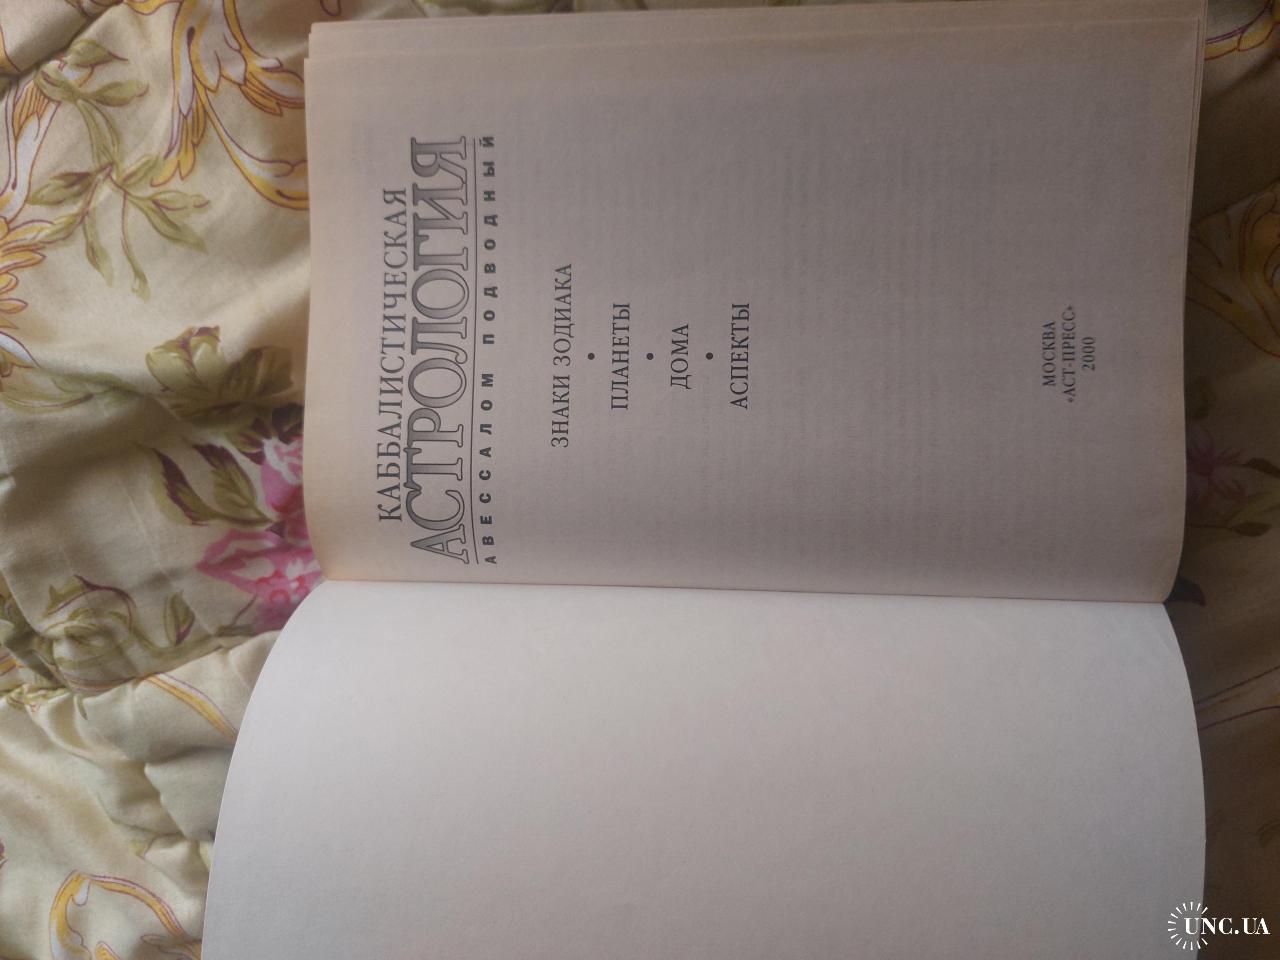 КАББАЛИСТИЧЕСКАЯ
АСТРОЛОГИЯ
АВЕССАЛОМ ПОДВОДНЫЙ
ЗНАКИ ЗОДИАКА
•
ПЛАНЕТЫ
•
ДОМА
•
АСПЕКТЫ
МОСКВА
«АСТ-ПРЕСС»
2000
UNC.UA